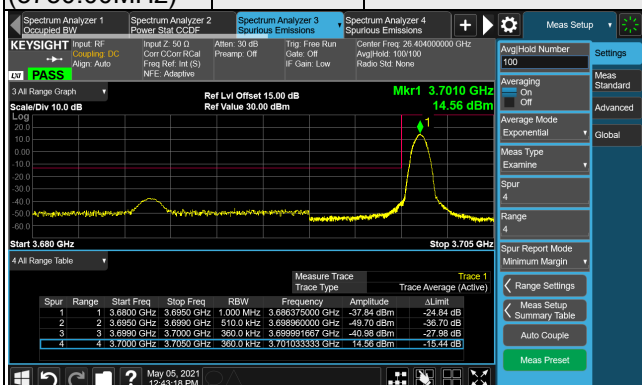 (3730.00MHz)
Spectrum Analyzer 1
Occupied BW
Spectrum Analyzer 2
Power Stat CCDF
Spectrum Analyzer 3
Spurious Emissions
Spectrum Analyzer 4
Spurious Emissions
Meas Setup
KEYSIGHT
Input: RF
Coupling: DC
Align: Auto
Input Z: 50 Ω
Corr CCorr RCal
Freq Ref: Int (S)
NFE: Adaptive
Atten: 30 dB
Preamp: Off
Trig: Free Run
Gate: Off
IF Gain: Low
Center Freq: 26.404000000 GHz
Avg|Hold: 100/100
Radio Std: None
LXI PASS
3 All Range Graph
Scale/Div 10.0 dB
Ref Lvl Offset 15.00 dB
Ref Value 30.00 dBm
Mkr1 3.7010 GHz
14.56 dBm
Log
20.0
10.0
0.00
-10.0
-20.0
-30.0
-40.0
-50.0
-60.0
1
Start 3.680 GHz
Stop 3.705 GHz
4 All Range Table
Measure Trace Trace 1
Trace Type Trace Average (Active)
Spur Range Start Freq Stop Freq RBW Frequency Amplitude ΔLimit
1 1 3.6800 GHz 3.6950 GHz 1.000 MHz 3.686375000 GHz -37.84 dBm -24.84 dB
2 2 3.6950 GHz 3.6990 GHz 510.0 kHz 3.698960000 GHz -49.70 dBm -36.70 dB
3 3 3.6990 GHz 3.7000 GHz 360.0 kHz 3.699991667 GHz -40.98 dBm -27.98 dB
4 4 3.7000 GHz 3.7050 GHz 360.0 kHz 3.701033333 GHz 14.56 dBm -15.44 dB
May 05, 2021
12:43:18 PM
Avg|Hold Number
100
Averaging
On
Off
Average Mode
Exponential
Meas Type
Examine
Spur
4
Range
4
Spur Report Mode
Minimum Margin
Range Settings
Meas Setup
Summary Table
Auto Couple
Meas Preset
Settings
Meas
Standard
Advanced
Global